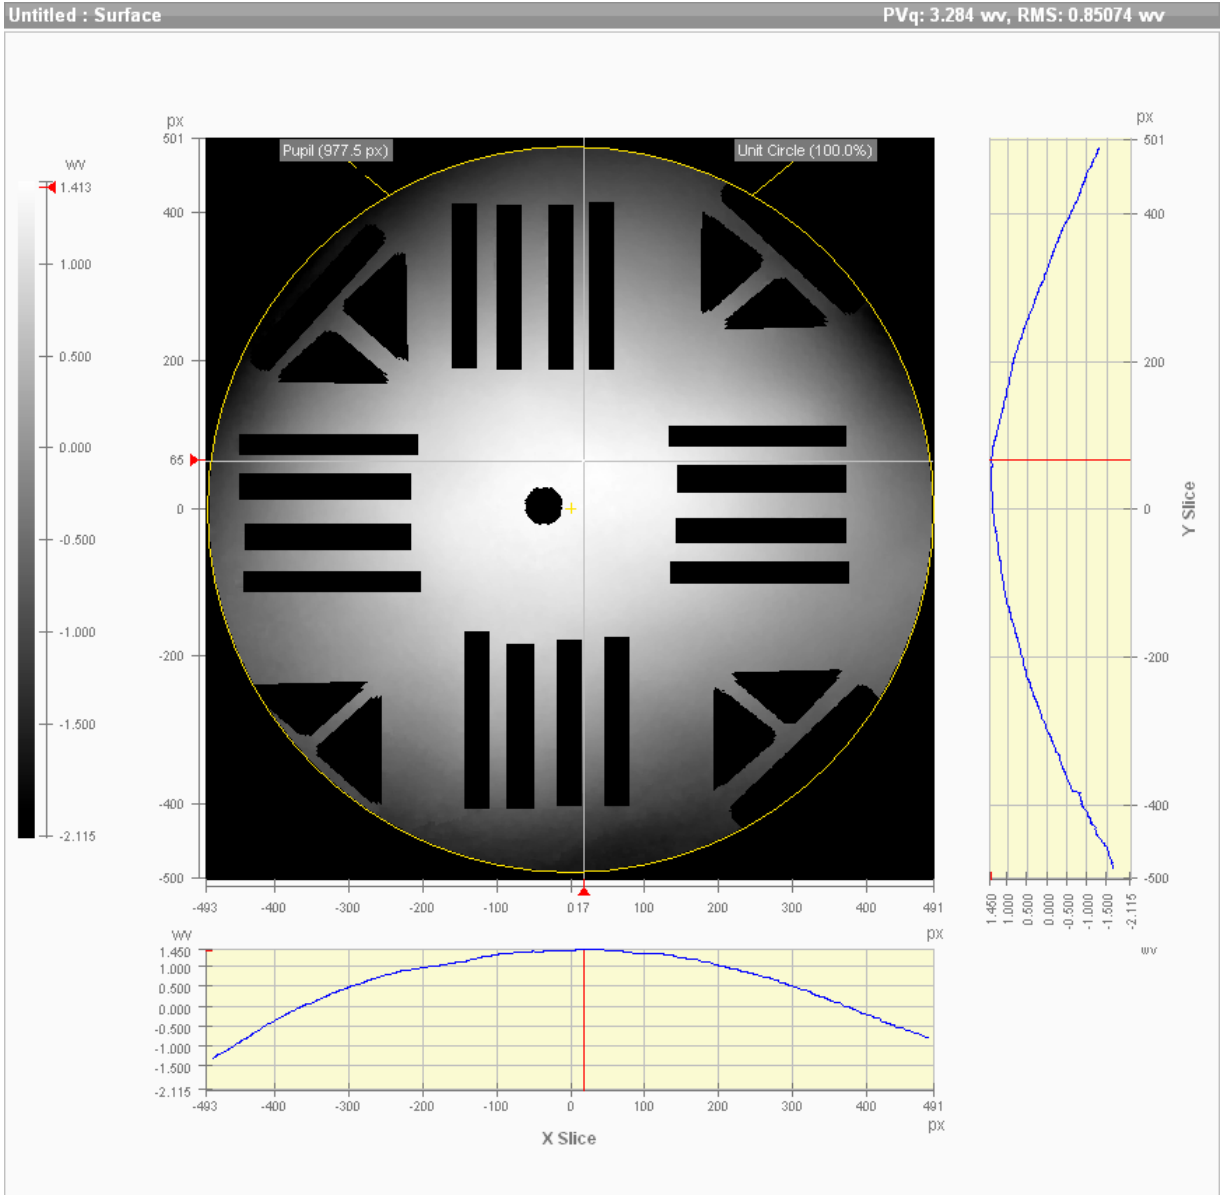 Untitled : Surface PVq: 3.284 wv, RMS: 0.85074 wv
px px
501 Pupil (977.5 px) Unit Circle (100.0%) 501
wv
1.413
400 400
1.000
0.500
200 200
0.000
65
0 0
Y Slice
-0.500
-1.000
-200 -200
-1.500
-400 -400
-2.115
-500 -500
-493 -400 -300 -200 -100 0 17 100 200 300 400 491
1.450 1.000 0.500 0.000 -0.500 -1.000 -1.500 -2.115
wv px wv
1.450
1.000
0.500
0.000
-0.500
-1.000
-1.500
-2.115
-493 -400 -300 -200 -100 0 100 200 300 400 491
px
X Slice